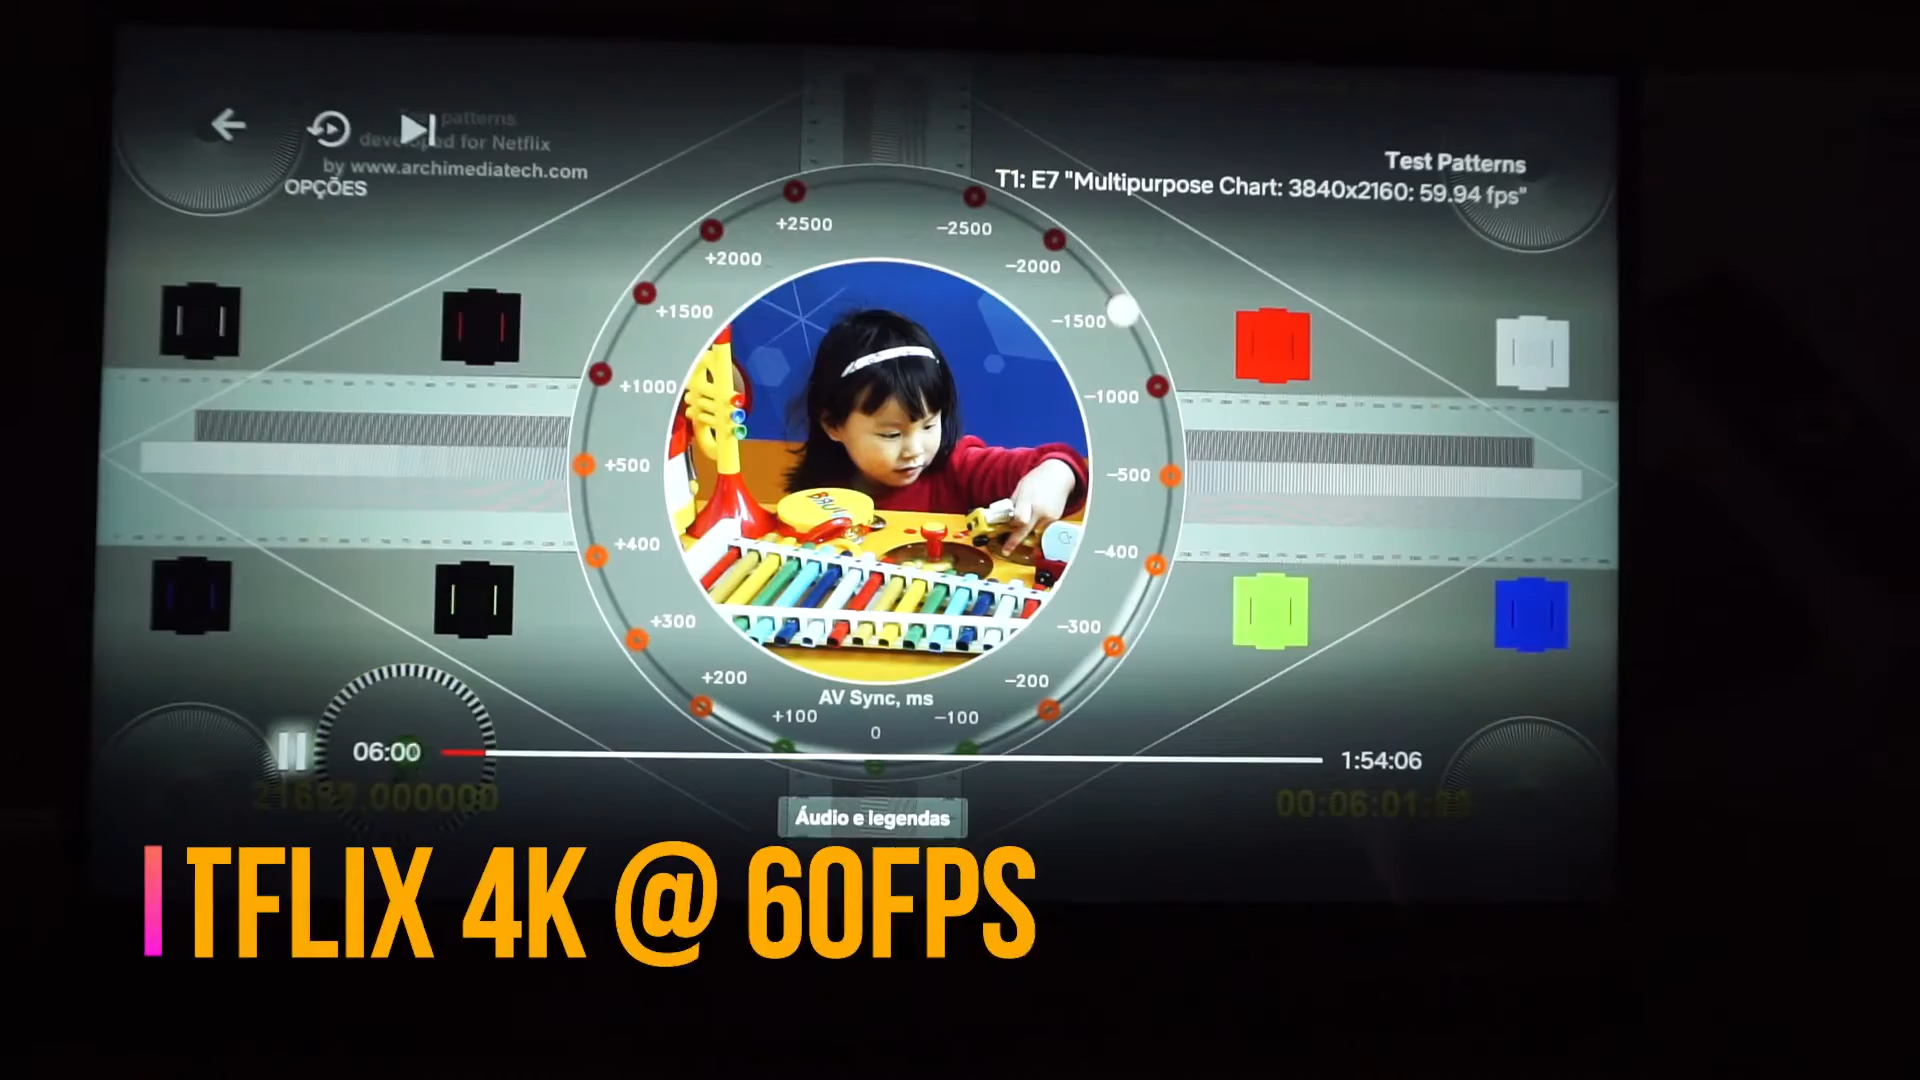 Test patterns
developed for Netflix
by www.archimediatech.com
OPÇÕES
Test Patterns
T1: E7 "Multipurpose Chart: 3840x2160: 59.94 fps"
+2500
−2500
+2000
−2000
+1500
−1500
+1000
−1000
+500
−500
+400
−400
+300
−300
+200
−200
AV Sync, ms
+100
−100
0
06:00
1:54:06
Áudio e legendas
TFLIX 4K @ 60FPS